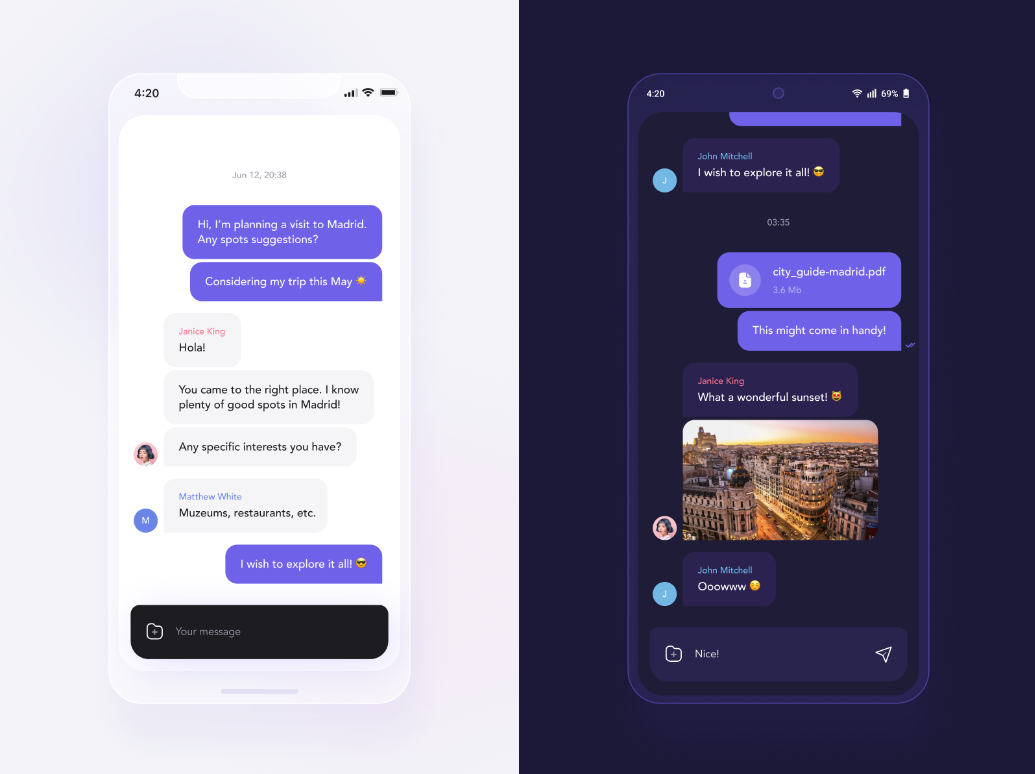 4:20
Jun 12, 20:38
Hi, I'm planning a visit to Madrid.
Any spots suggestions?
Considering my trip this May ☀️
Janice King
Hola!
You came to the right place. I know
plenty of good spots in Madrid!
Any specific interests you have?
Matthew White
M
Muzeums, restaurants, etc.
I wish to explore it all! 😎
Your message
4:20
69%
John Mitchell
J
I wish to explore it all! 😎
03:35
city_guide-madrid.pdf
3.6 Mb
This might come in handy!
Janice King
What a wonderful sunset! 😻
John Mitchell
J
Ooowww ☺️
Nice!